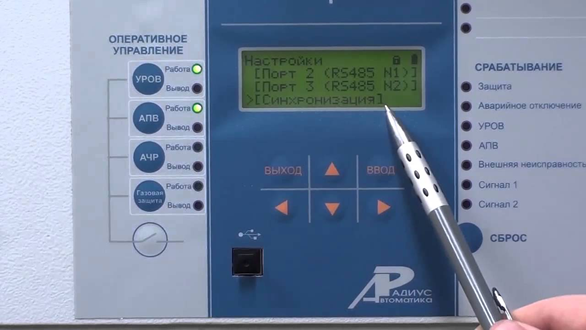 ОПЕРАТИВНОЕ
УПРАВЛЕНИЕ
УРОВ
Работа
Вывод
АПВ
Работа
Вывод
АЧР
Работа
Вывод
Газовая
защита
Работа
Вывод
Настройки
[Порт 2 (RS485 N1)]
[Порт 3 (RS485 N2)]
>[Синхронизация]
ВЫХОД
ВВОД
РАДИУС
Автоматика
СРАБАТЫВАНИЕ
Защита
Аварийное отключение
УРОВ
АПВ
Внешняя неисправность
Сигнал 1
Сигнал 2
СБРОС